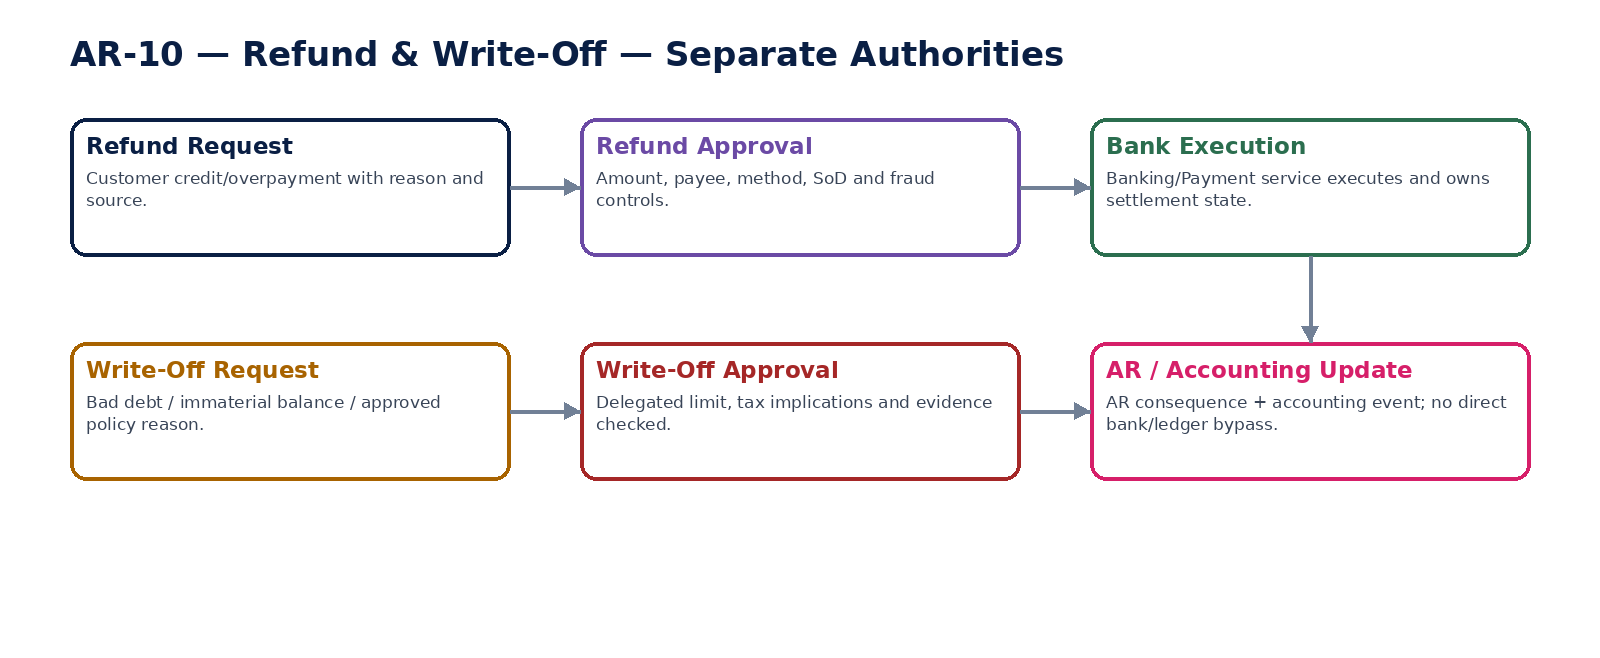 AR-10 — Refund & Write-Off — Separate Authorities
Refund Request
Customer credit/overpayment with reason and
source.
Refund Approval
Amount, payee, method, SoD and fraud
controls.
Bank Execution
Banking/Payment service executes and owns
settlement state.
Write-Off Request
Bad debt / immaterial balance / approved
policy reason.
Write-Off Approval
Delegated limit, tax implications and evidence
checked.
AR / Accounting Update
AR consequence + accounting event; no direct
bank/ledger bypass.